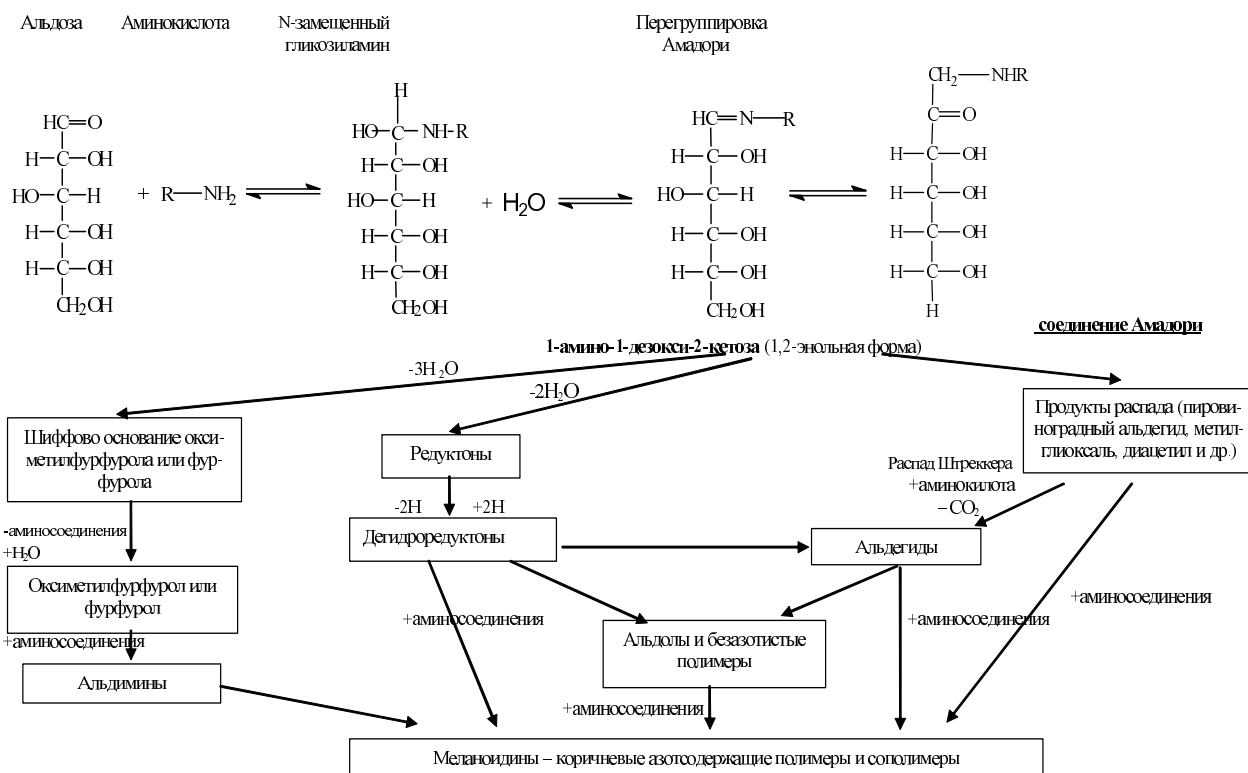 Альдоза Аминокислота N-замещенный Перегруппировка
гликозиламин Амадори
CH2—NHR
H
HC=O HO—C—NH-R HC=N—R C=O
H—C—OH H—C—OH H—C—OH H—C—OH
HO—C—H + R—NH2 HO—C—H + H2O HO—C—H H—C—OH
H—C—OH H—C—OH H—C—OH H—C—OH
H—C—OH H—C—OH H—C—OH H—C—OH
CH2OH CH2OH CH2OH H
соединение Амадори
1-амино-1-дезокси-2-кетоза (1,2-энольная форма)
-3H2O
-2H2O
Шиффово основание окси-
метилфурфурола или фур-
фурола
Редуктоны
Продукты распада (пирови-
ноградный альдегид, метил-
глиоксаль, диацетил и др.)
Распад Штреккера
+аминокилота
– CO2
-2H +2H
-аминосоединения
+H2O
Дегидроредуктоны
Альдегиды
Оксиметилфурфурол или
фурфурол
+аминосоединения
+аминосоединения
+аминосоединения
+аминосоединения
Альдолы и безазотистые
полимеры
Альдимины
+аминосоединения
Меланоидины – коричневые азотсодержащие полимеры и сополимеры